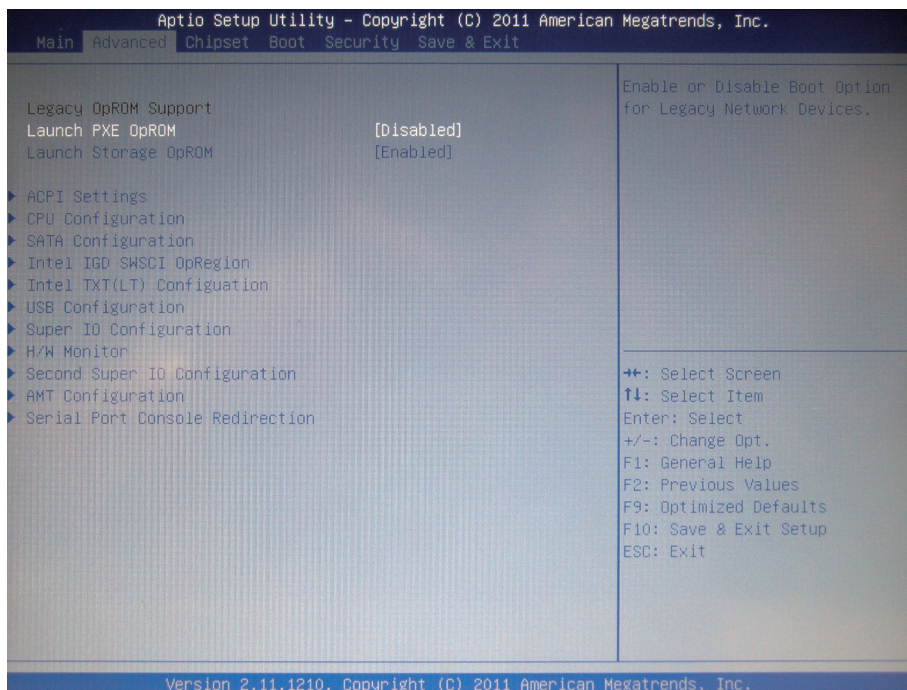 Aptio Setup Utility – Copyright (C) 2011 American Megatrends, Inc.
Main Advanced Chipset Boot Security Save & Exit
Legacy OpROM Support
Launch PXE OpROM [Disabled]
Launch Storage OpROM [Enabled]
ACPI Settings
CPU Configuration
SATA Configuration
Intel IGD SWSCI OpRegion
Intel TXT(LT) Configuation
USB Configuration
Super IO Configuration
H/W Monitor
Second Super IO Configuration
AMT Configuration
Serial Port Console Redirection
Enable or Disable Boot Option
for Legacy Network Devices.
→←: Select Screen
↑↓: Select Item
Enter: Select
+/-: Change Opt.
F1: General Help
F2: Previous Values
F9: Optimized Defaults
F10: Save & Exit Setup
ESC: Exit
Version 2.11.1210. Copyright (C) 2011 American Megatrends, Inc.